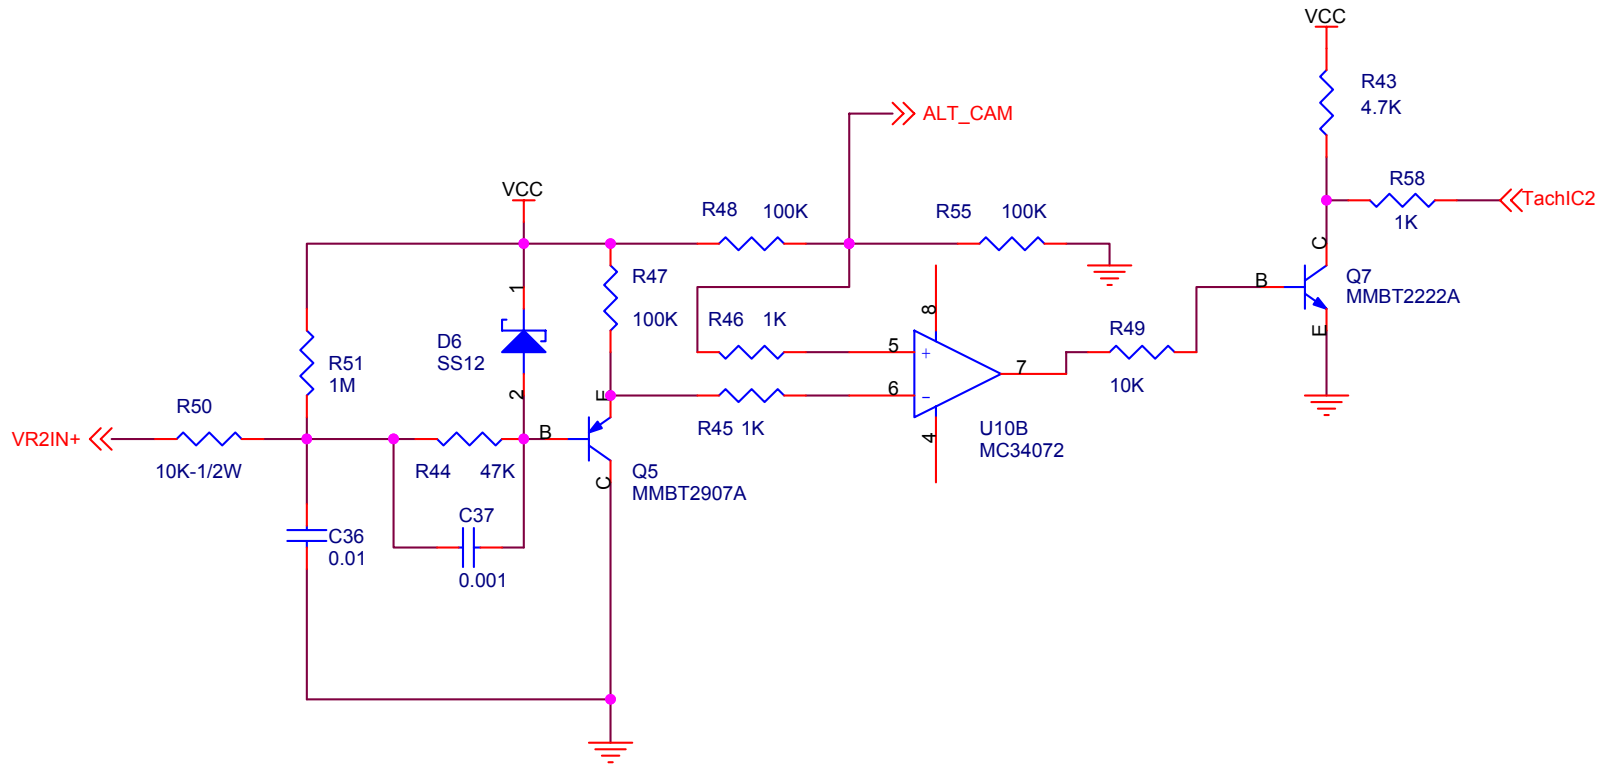 VCC
R43
4.7K
ALT_CAM
R58
1K
TachIC2
VCC
R48 100K
R55 100K
C
B
Q7
MMBT2222A
E
R47
100K
1
R46 1K
8
R49
10K
D6
SS12
5
+
7
R51
1M
2
E
6
-
R50
VR2IN+
10K-1/2W
B
R45 1K
4
U10B
MC34072
R44 47K
C
Q5
MMBT2907A
C37
0.001
C36
0.01